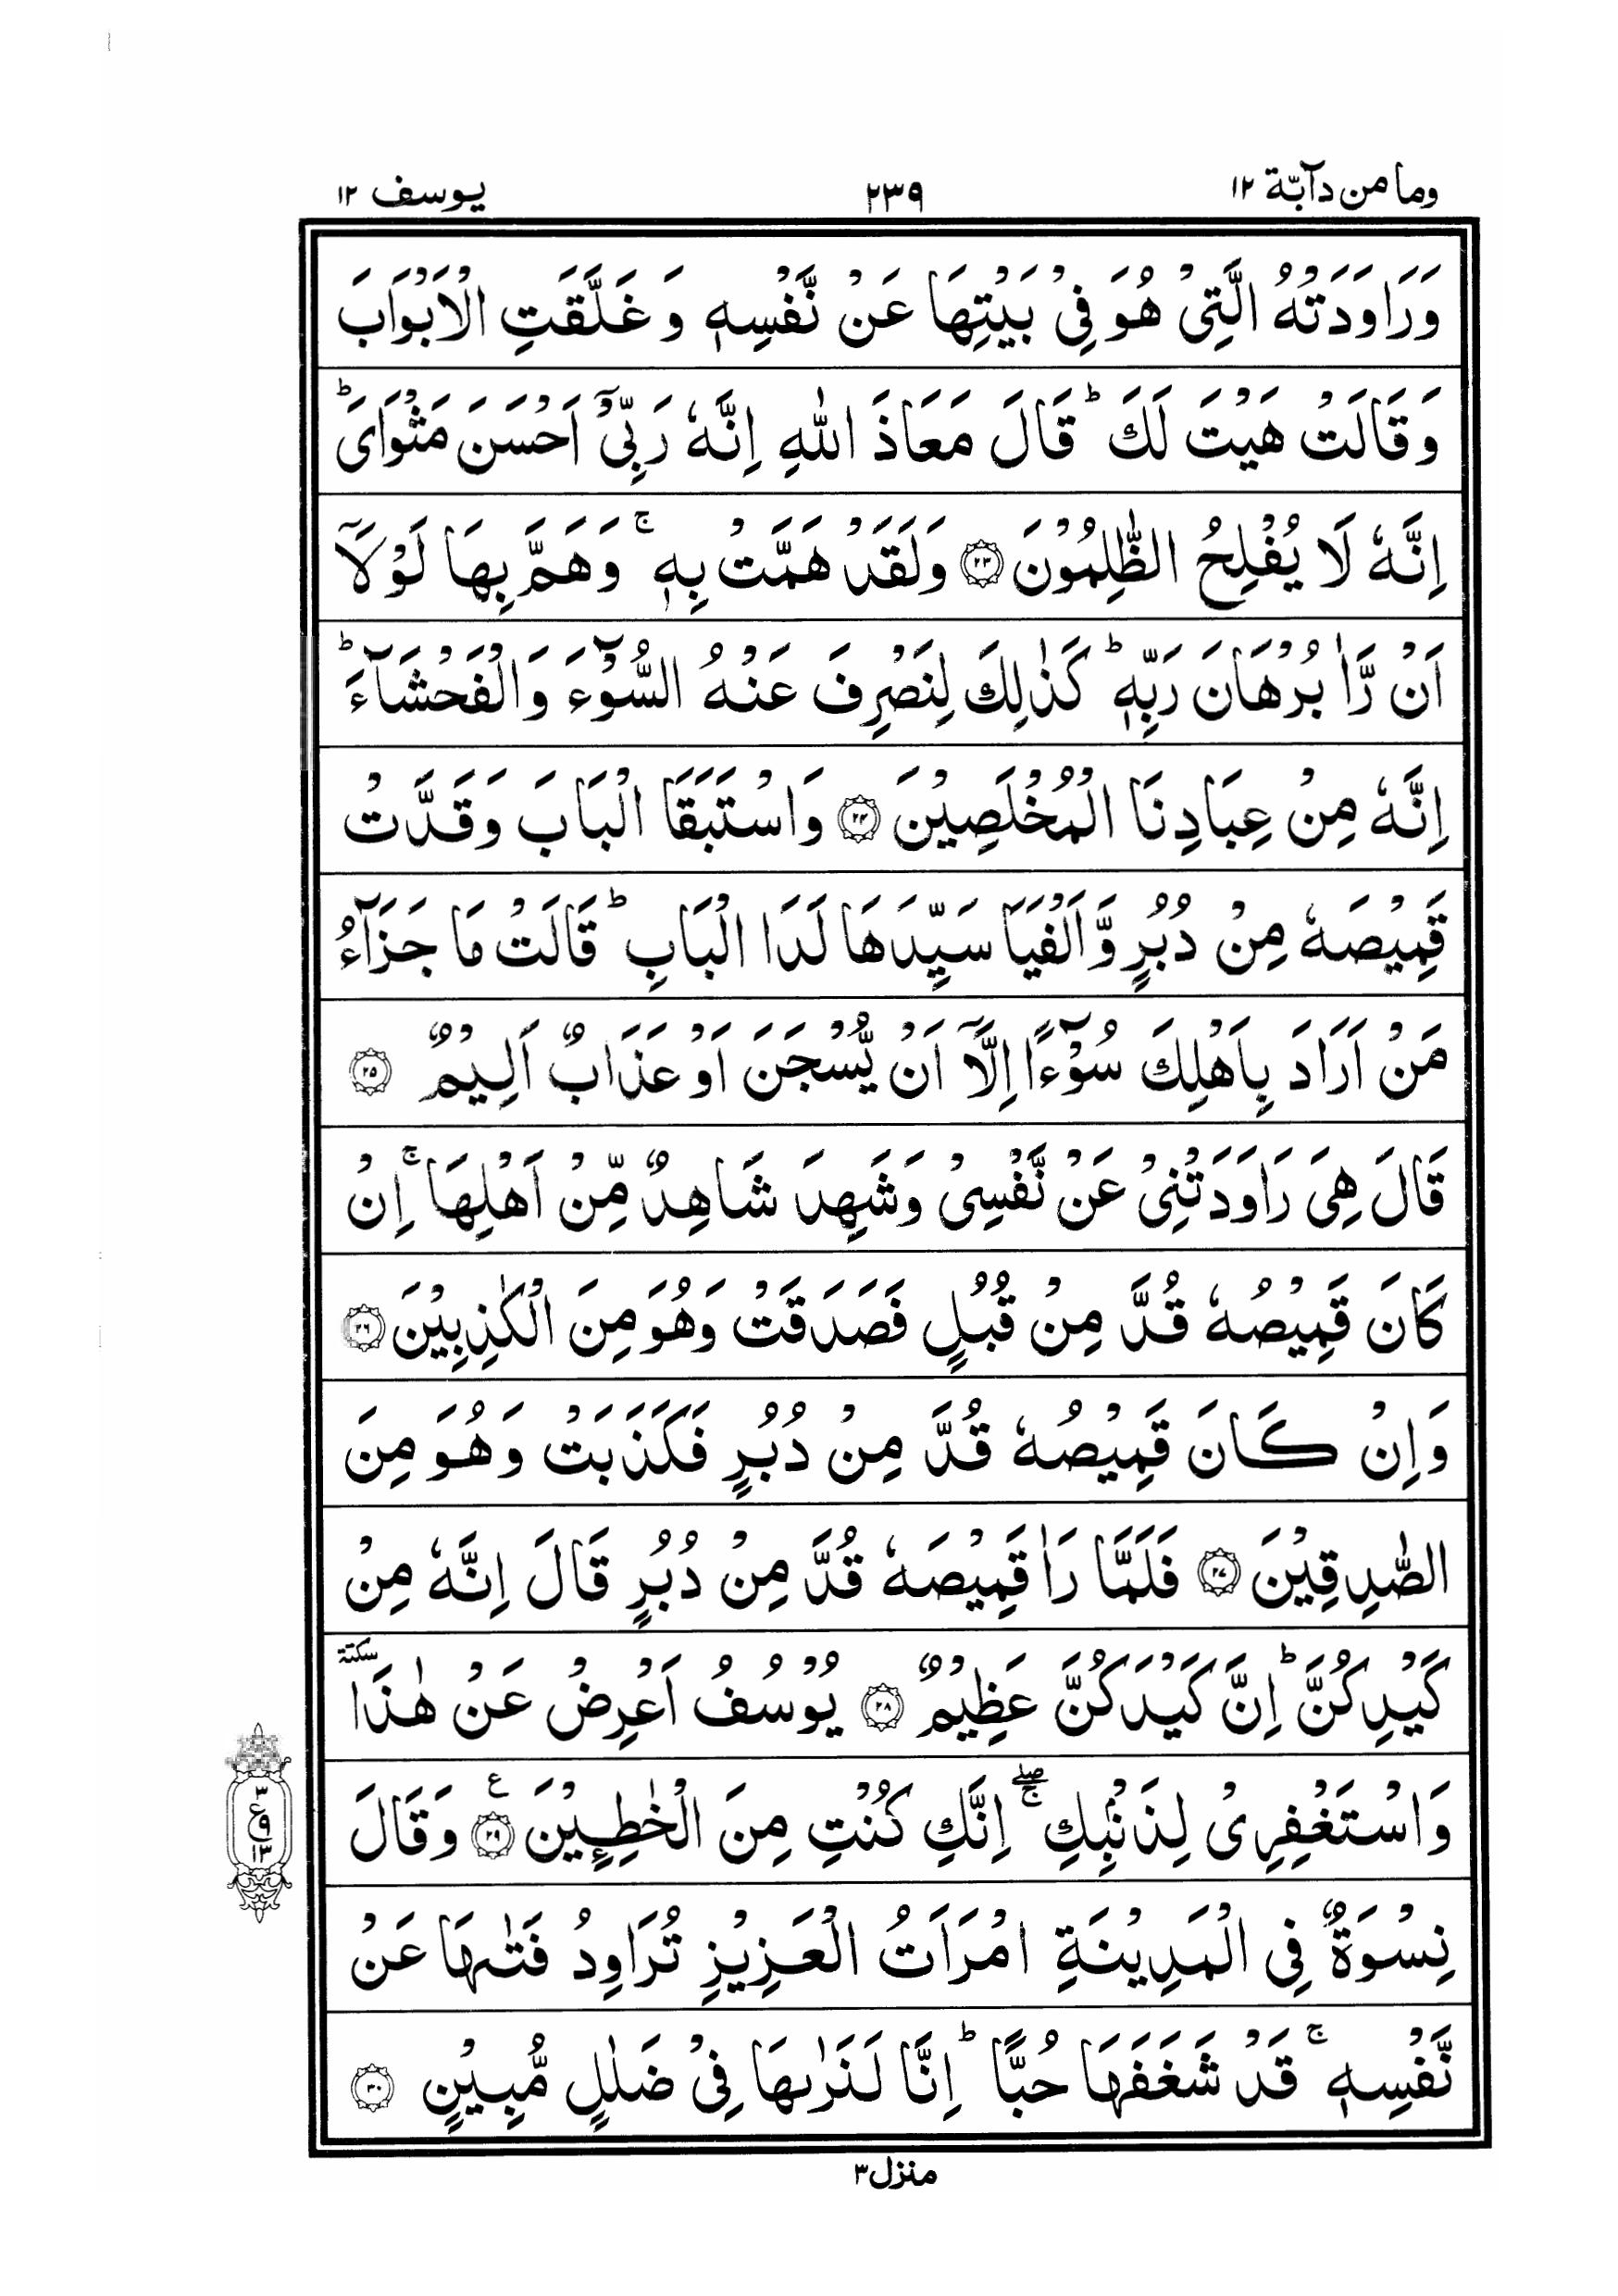 وما من دآبّة ١٢
٢٣٩
يوسف ١٢
وَرَاوَدَتْهُ الَّتِیْ هُوَ فِیْ بَیْتِهَا عَنْ نَّفْسِهٖ وَ غَلَّقَتِ الْاَبْوَابَ
وَقَالَتْ هَیْتَ لَكَ ؕ قَالَ مَعَاذَ اللّٰهِ اِنَّهٗ رَبِّیْۤ اَحْسَنَ مَثْوَایَ ؕ
اِنَّهٗ لَا یُفْلِحُ الظّٰلِمُوْنَ ۝٢٣ وَلَقَدْ هَمَّتْ بِهٖ ۚ وَهَمَّ بِهَا لَوْلَاۤ
اَنْ رَّاٰ بُرْهَانَ رَبِّهٖ ؕ كَذٰلِكَ لِنَصْرِفَ عَنْهُ السُّوْٓءَ وَالْفَحْشَآءَ ؕ
اِنَّهٗ مِنْ عِبَادِنَا الْمُخْلَصِیْنَ ۝٢٤ وَاسْتَبَقَا الْبَابَ وَقَدَّتْ
قَمِیْصَهٗ مِنْ دُبُرٍ وَّاَلْفَیَا سَیِّدَهَا لَدَا الْبَابِ ؕ قَالَتْ مَا جَزَآءُ
مَنْ اَرَادَ بِاَهْلِكَ سُوْٓءًا اِلَّاۤ اَنْ یُّسْجَنَ اَوْ عَذَابٌ اَلِیْمٌ ۝٢٥
قَالَ هِیَ رَاوَدَتْنِیْ عَنْ نَّفْسِیْ وَشَهِدَ شَاهِدٌ مِّنْ اَهْلِهَا ۚ اِنْ
كَانَ قَمِیْصُهٗ قُدَّ مِنْ قُبُلٍ فَصَدَقَتْ وَهُوَ مِنَ الْكٰذِبِیْنَ ۝٢٦
وَاِنْ كَانَ قَمِیْصُهٗ قُدَّ مِنْ دُبُرٍ فَكَذَبَتْ وَهُوَ مِنَ
الصّٰدِقِیْنَ ۝٢٧ فَلَمَّا رَاٰ قَمِیْصَهٗ قُدَّ مِنْ دُبُرٍ قَالَ اِنَّهٗ مِنْ
كَیْدِكُنَّ ؕ اِنَّ كَیْدَكُنَّ عَظِیْمٌ ۝٢٨ یُوْسُفُ اَعْرِضْ عَنْ هٰذَا سكتة
وَاسْتَغْفِرِیْ لِذَنْۢبِكِ ۖۚ اِنَّكِ كُنْتِ مِنَ الْخٰطِـِٕیْنَ ۝٢٩ ع وَقَالَ
٣
ع
٩
١٣
نِسْوَةٌ فِی الْمَدِیْنَةِ امْرَاَتُ الْعَزِیْزِ تُرَاوِدُ فَتٰىهَا عَنْ
نَّفْسِهٖ ۚ قَدْ شَغَفَهَا حُبًّا ؕ اِنَّا لَنَرٰىهَا فِیْ ضَلٰلٍ مُّبِیْنٍ ۝٣٠
منزل٣